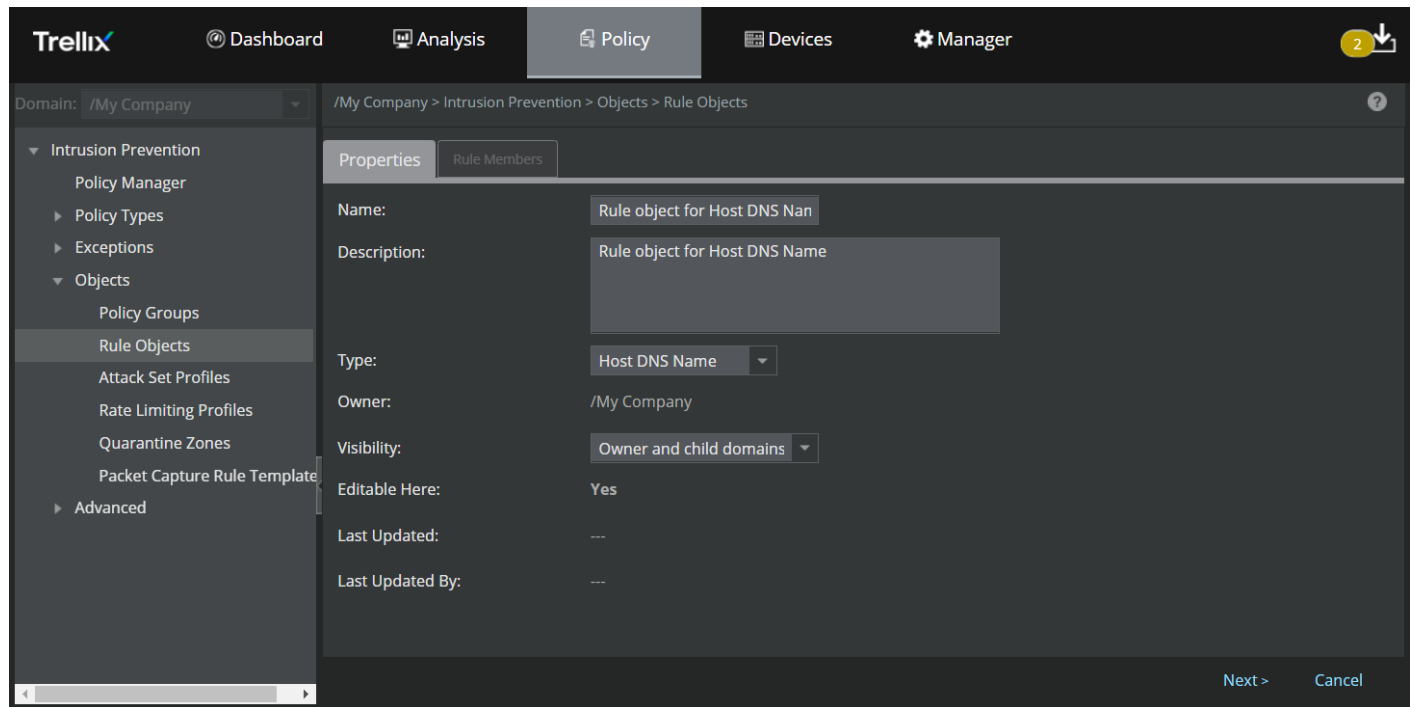 Trellix Dashboard Analysis Policy Devices Manager 2
Domain: /My Company
/My Company > Intrusion Prevention > Objects > Rule Objects ?
Intrusion Prevention
Policy Manager
Policy Types
Exceptions
Objects
Policy Groups
Rule Objects
Attack Set Profiles
Rate Limiting Profiles
Quarantine Zones
Packet Capture Rule Template
Advanced
Properties Rule Members
Name: Rule object for Host DNS Nan
Description: Rule object for Host DNS Name
Type: Host DNS Name
Owner: /My Company
Visibility: Owner and child domains
Editable Here: Yes
Last Updated: ---
Last Updated By: ---
Next > Cancel